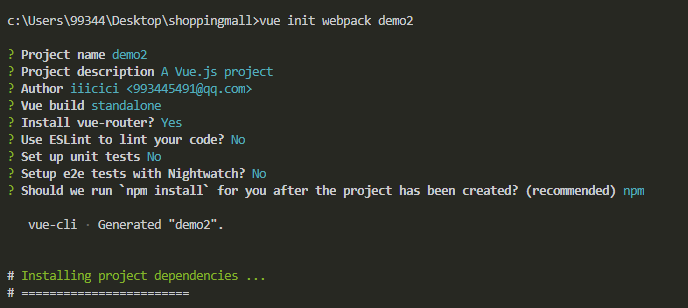 c:\Users\99344\Desktop\shoppingmall>vue init webpack demo2
? Project name demo2
? Project description A Vue.js project
? Author iiicici <993445491@qq.com>
? Vue build standalone
? Install vue-router? Yes
? Use ESLint to lint your code? No
? Set up unit tests No
? Setup e2e tests with Nightwatch? No
? Should we run `npm install` for you after the project has been created? (recommended) npm
vue-cli · Generated "demo2".
# Installing project dependencies ...
# ========================